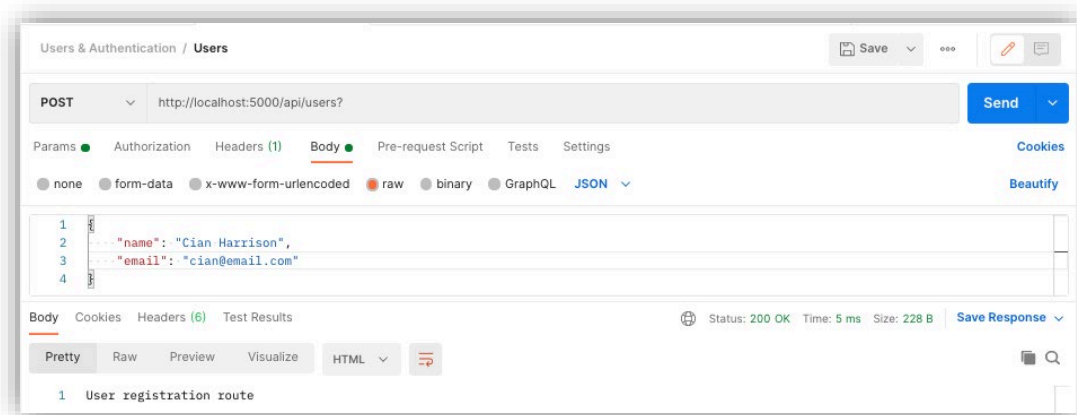 Users & Authentication / Users
Save
POST http://localhost:5000/api/users?
Send
Params Authorization Headers (1) Body Pre-request Script Tests Settings
Cookies
none form-data x-www-form-urlencoded raw binary GraphQL JSON
Beautify
1 {
2 "name": "Cian Harrison",
3 "email": "cian@email.com"
4 }
Body Cookies Headers (6) Test Results
Status: 200 OK Time: 5 ms Size: 228 B Save Response
Pretty Raw Preview Visualize HTML
1 User registration route